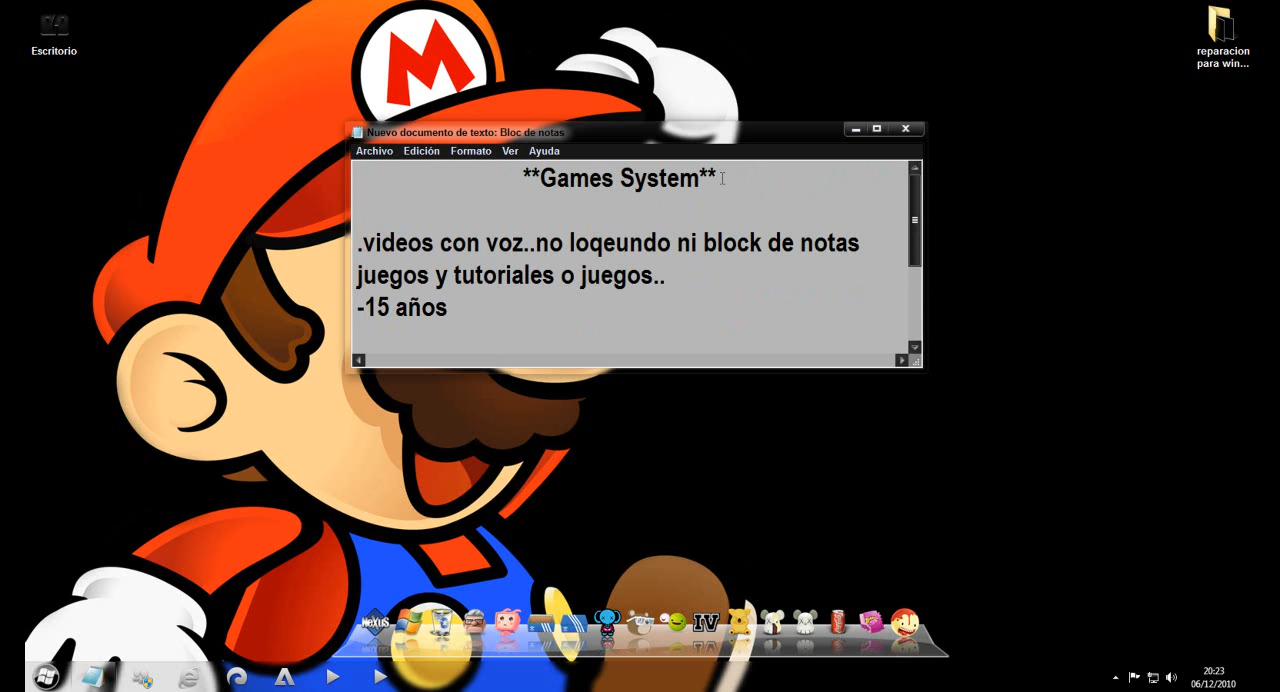 Escritorio
reparacion
para win...
M
Nuevo documento de texto: Bloc de notas
Archivo Edición Formato Ver Ayuda
**Games System**
.videos con voz..no loqeundo ni block de notas
juegos y tutoriales o juegos..
-15 años
NEXUS
IV
20:23
06/12/2010